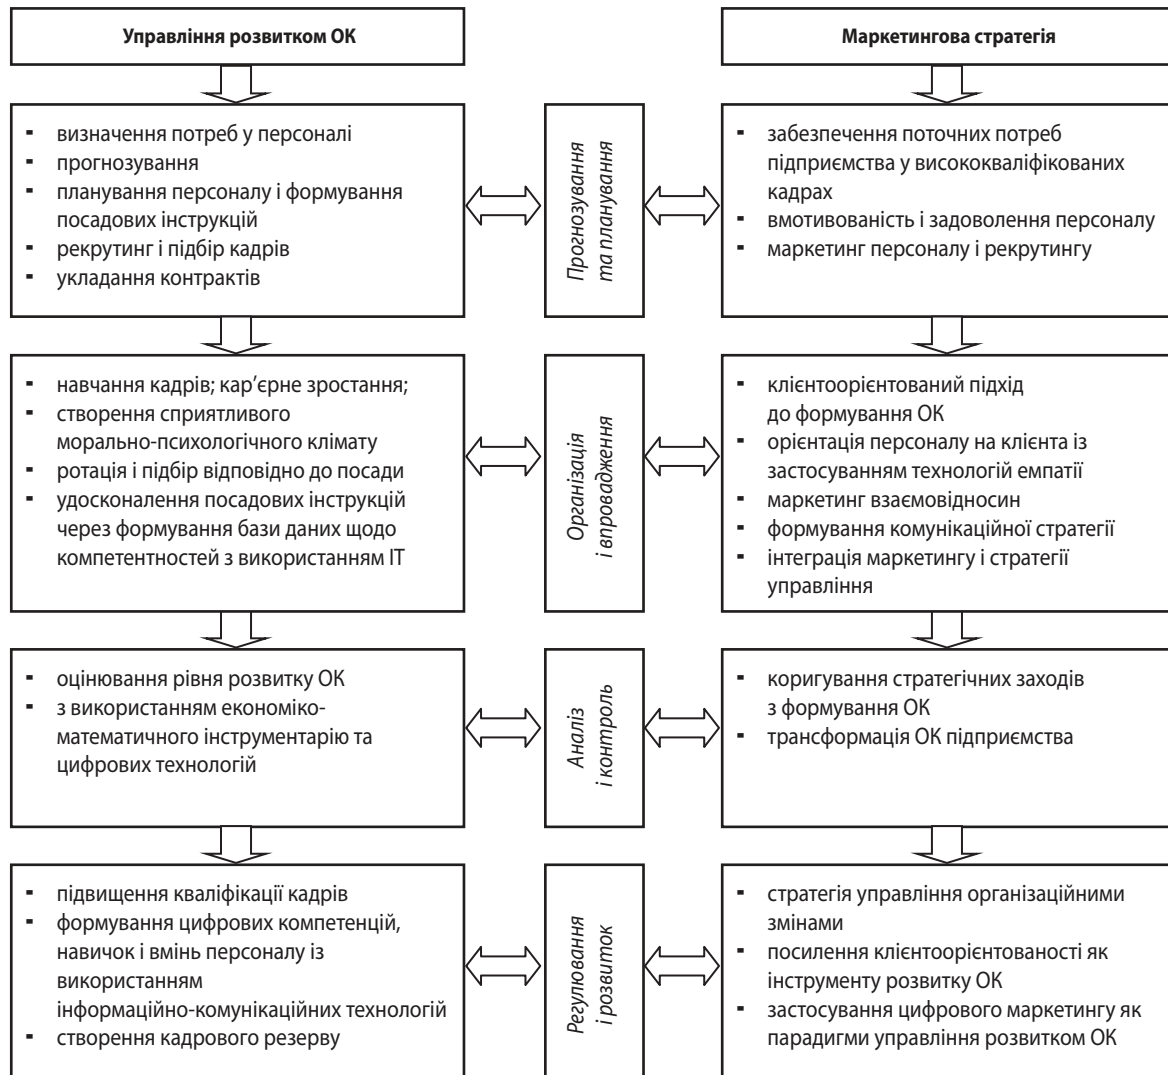 Управління розвитком ОК
Маркетингова стратегія
- визначення потреб у персоналі
- прогнозування
- планування персоналу і формування
посадових інструкцій
- рекрутинг і підбір кадрів
- укладання контрактів
Прогнозування
та планування
- забезпечення поточних потреб
підприємства у висококваліфікованих
кадрах
- вмотивованість і задоволення персоналу
- маркетинг персоналу і рекрутингу
- навчання кадрів; кар’єрне зростання;
- створення сприятливого
морально-психологічного клімату
- ротація і підбір відповідно до посади
- удосконалення посадових інструкцій
через формування бази даних щодо
компетентностей з використанням ІТ
Організація
і впровадження
- клієнтоорієнтований підхід
до формування ОК
- орієнтація персоналу на клієнта із
застосуванням технологій емпатії
- маркетинг взаємовідносин
- формування комунікаційної стратегії
- інтеграція маркетингу і стратегії
управління
- оцінювання рівня розвитку ОК
- з використанням економіко-
математичного інструментарію та
цифрових технологій
Аналіз
і контроль
- коригування стратегічних заходів
з формування ОК
- трансформація ОК підприємства
- підвищення кваліфікації кадрів
- формування цифрових компетенцій,
навичок і вмінь персоналу із
використанням
інформаційно-комунікаційних технологій
- створення кадрового резерву
Регулювання
і розвиток
- стратегія управління організаційними
змінами
- посилення клієнтоорієнтованості як
інструменту розвитку ОК
- застосування цифрового маркетингу як
парадигми управління розвитком ОК